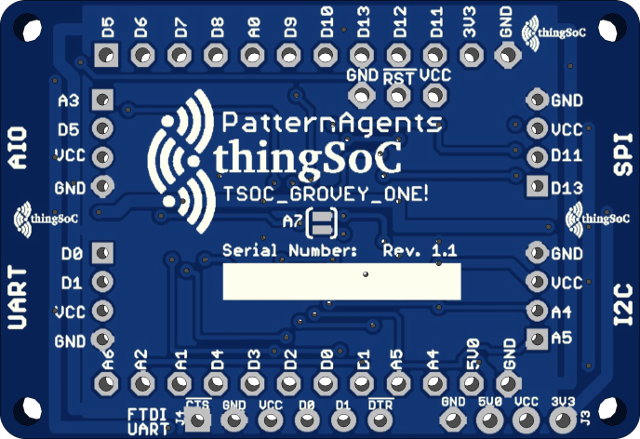 D5 D6 D7 D8 A0 D9 D10 D13 D12 D11 3V3 GND
thingSoC
GND RST VCC
A3
D5
VCC
GND
AIO
PatternAgents
thingSoC
TSOC_GROVEY_ONE!
A7
GND
VCC
D11
D13
SPI
thingSoC
thingSoC
Serial Number: Rev. 1.1
D0
D1
VCC
GND
UART
GND
VCC
A4
A5
I2C
A6 A2 A1 D4 D3 D2 D0 D1 A5 A4 5V0 GND
FTDI
UART
J4
CTS GND VCC D0 D1 DTR
GND 5V0 VCC 3V3
J3